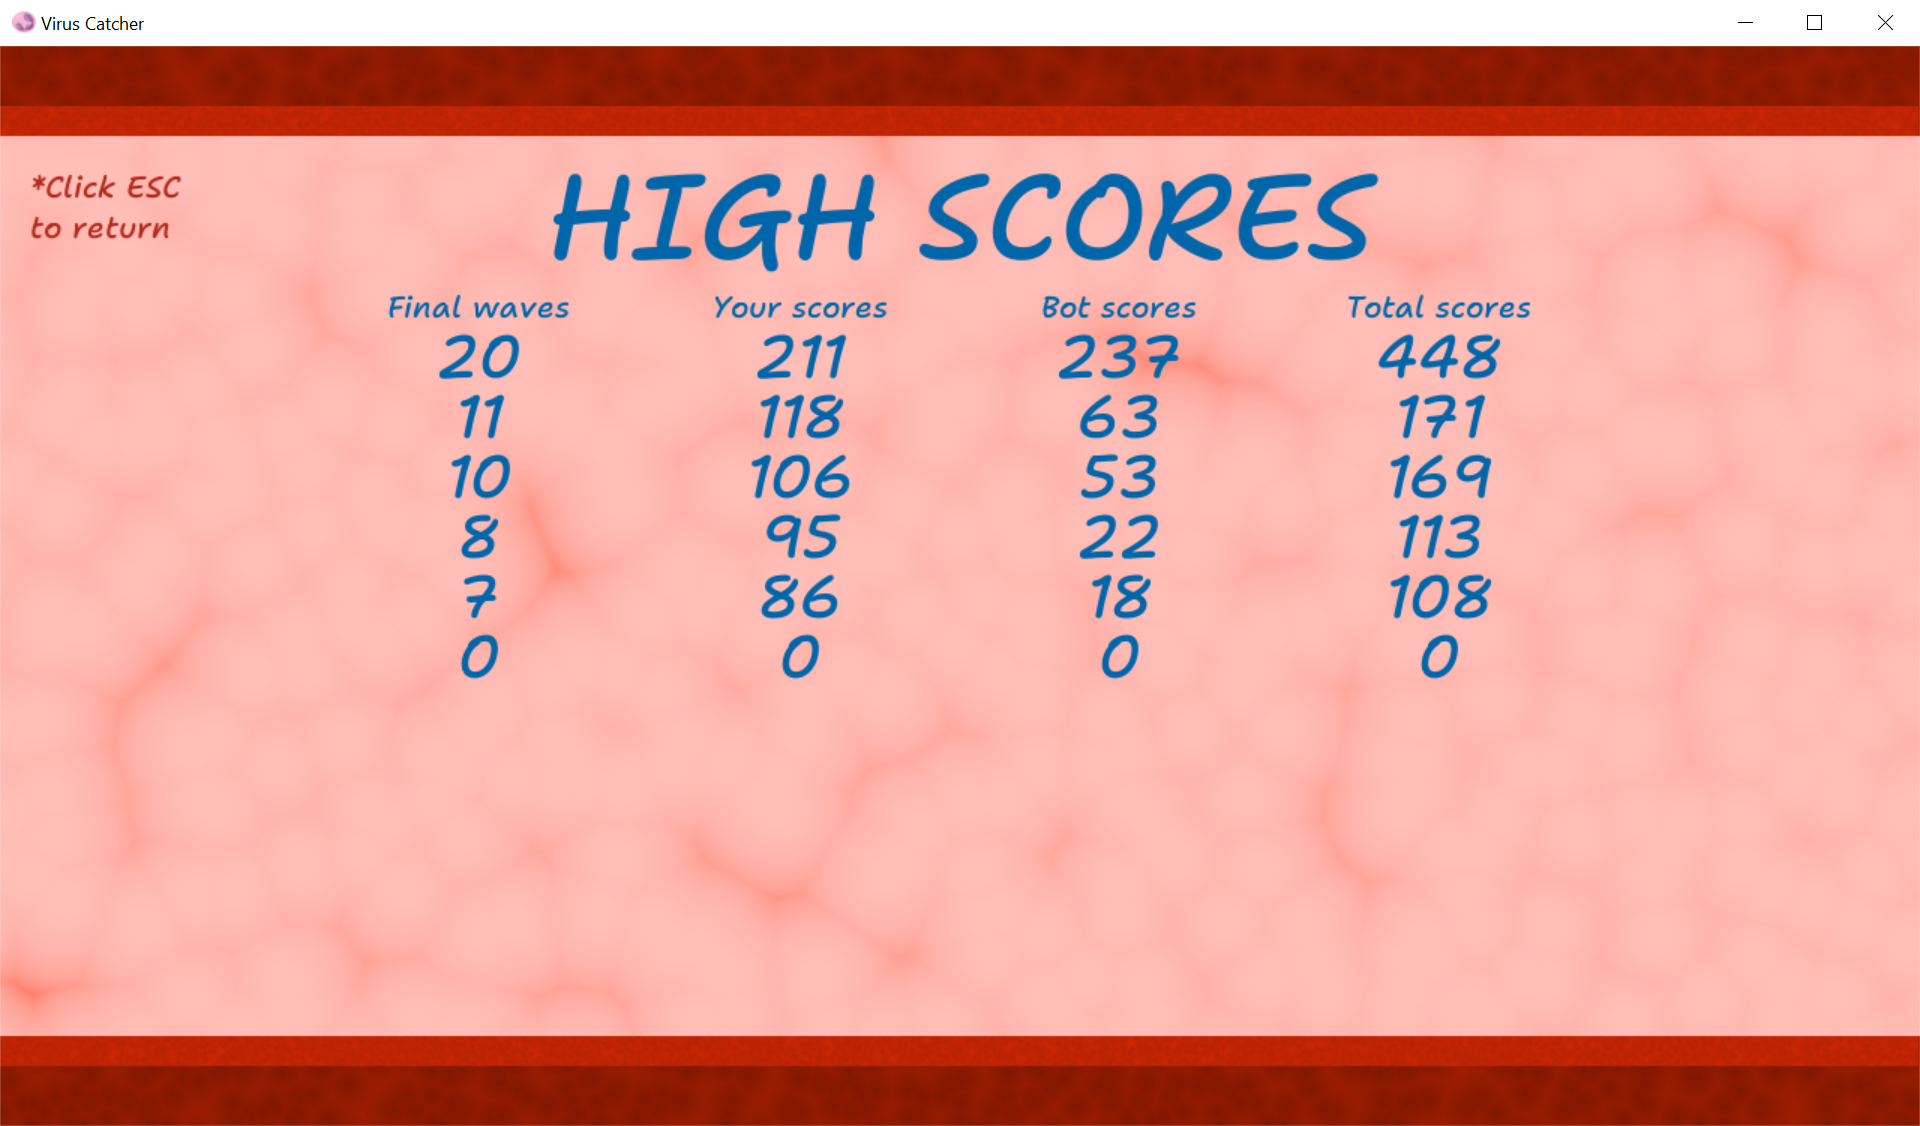 Virus Catcher
*Click ESC
to return
HIGH SCORES
Final waves Your scores Bot scores Total scores
20 211 237 448
11 118 63 171
10 106 53 169
8 95 22 113
7 86 18 108
0 0 0 0